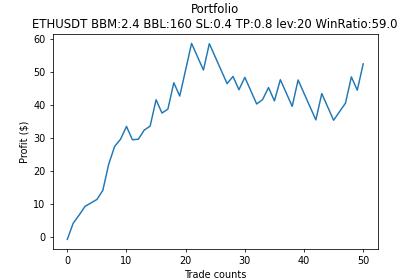 Portfolio
ETHUSDT BBM:2.4 BBL:160 SL:0.4 TP:0.8 lev:20 WinRatio:59.0
60
50
40
30
20
10
0
Profit ($)
0 10 20 30 40 50
Trade counts